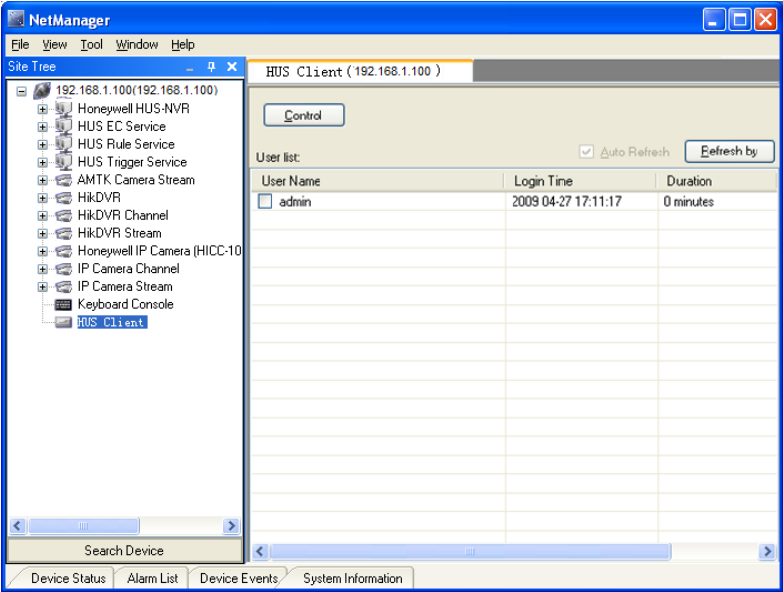 NetManager
File View Tool Window Help
Site Tree
192.168.1.100(192.168.1.100)
Honeywell HUS-NVR
HUS EC Service
HUS Rule Service
HUS Trigger Service
AMTK Camera Stream
HikDVR
HikDVR Channel
HikDVR Stream
Honeywell IP Camera (HICC-10
IP Camera Channel
IP Camera Stream
Keyboard Console
HUS Client
Search Device
HUS Client (192.168.1.100 )
Control
User list:
Auto Refresh
Refresh by
User Name Login Time Duration
admin 2009 04-27 17:11:17 0 minutes
Device Status Alarm List Device Events System Information